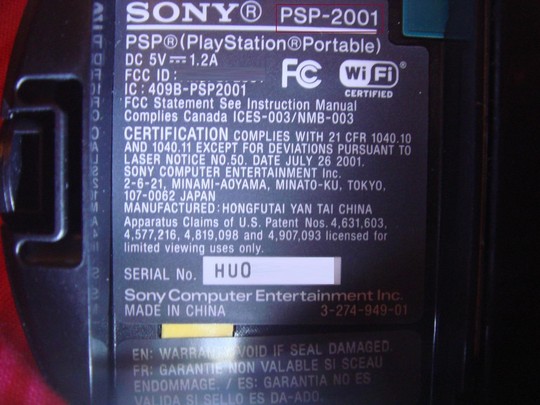 SONY® PSP-2001
PSP®(PlayStation®Portable)
DC 5V⎓1.2A
FCC ID:
FC
Wi Fi®
CERTIFIED
IC: 409B-PSP2001
FCC Statement See Instruction Manual
Complies Canada ICES-003/NMB-003
CERTIFICATION COMPLIES WITH 21 CFR 1040.10
AND 1040.11 EXCEPT FOR DEVIATIONS PURSUANT TO
LASER NOTICE NO.50. DATE JULY 26 2001.
SONY COMPUTER ENTERTAINMENT Inc.
2-6-21, MINAMI-AOYAMA, MINATO-KU, TOKYO,
107-0062 JAPAN
MANUFACTURED: HONGFUTAI YAN TAI CHINA
Apparatus Claims of U.S. Patent Nos. 4,631,603,
4,577,216, 4,819,098 and 4,907,093 licensed for
limited viewing uses only.
SERIAL No. HU0
Sony Computer Entertainment Inc.
MADE IN CHINA 3-274-949-01
EN: WARRANTY VOID IF SEAL DAMAGED.
FR: GARANTIE NON VALABLE SI SCEAU
ENDOMMAGE. / ES: GARANTIA NO ES
VALIDA SI SELLO ES DA-ADO.